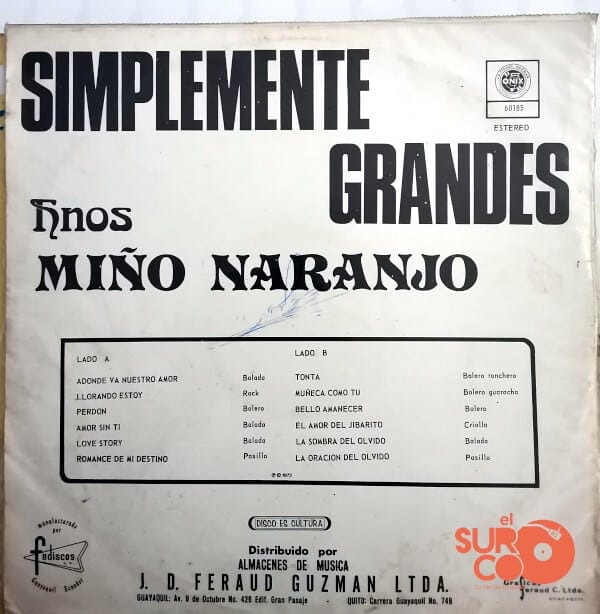 SIMPLEMENTE
GRANDES
ONIX
60185
ESTEREO
hnos
MIÑO NARANJO
LADO A
ADONDE VA NUESTRO AMOR Balada
LLORANDO ESTOY Rock
PERDON Bolero
AMOR SIN TI Balada
LOVE STORY Balada
ROMANCE DE MI DESTINO Pasillo
LADO B
TONTA Bolero ranchero
MUÑECA COMO TU Bolero guaracha
BELLO AMANECER Bolero
EL AMOR DEL JIBARITO Criolla
LA SOMBRA DEL OLVIDO Balada
LA ORACION DEL OLVIDO Pasillo
℗ © 1973
DISCO ES CULTURA
manufacturado
por
fediscos
Guayaquil Ecuador
Distribuido por
ALMACENES DE MUSICA
J. D. FERAUD GUZMAN LTDA.
GUAYAQUIL: Av. 9 de Octubre No. 426 Edif. Gran Pasaje - QUITO: Carrera Guayaquil No. 749
el
SURCO
Gráficas
Feraud C. Ltda.